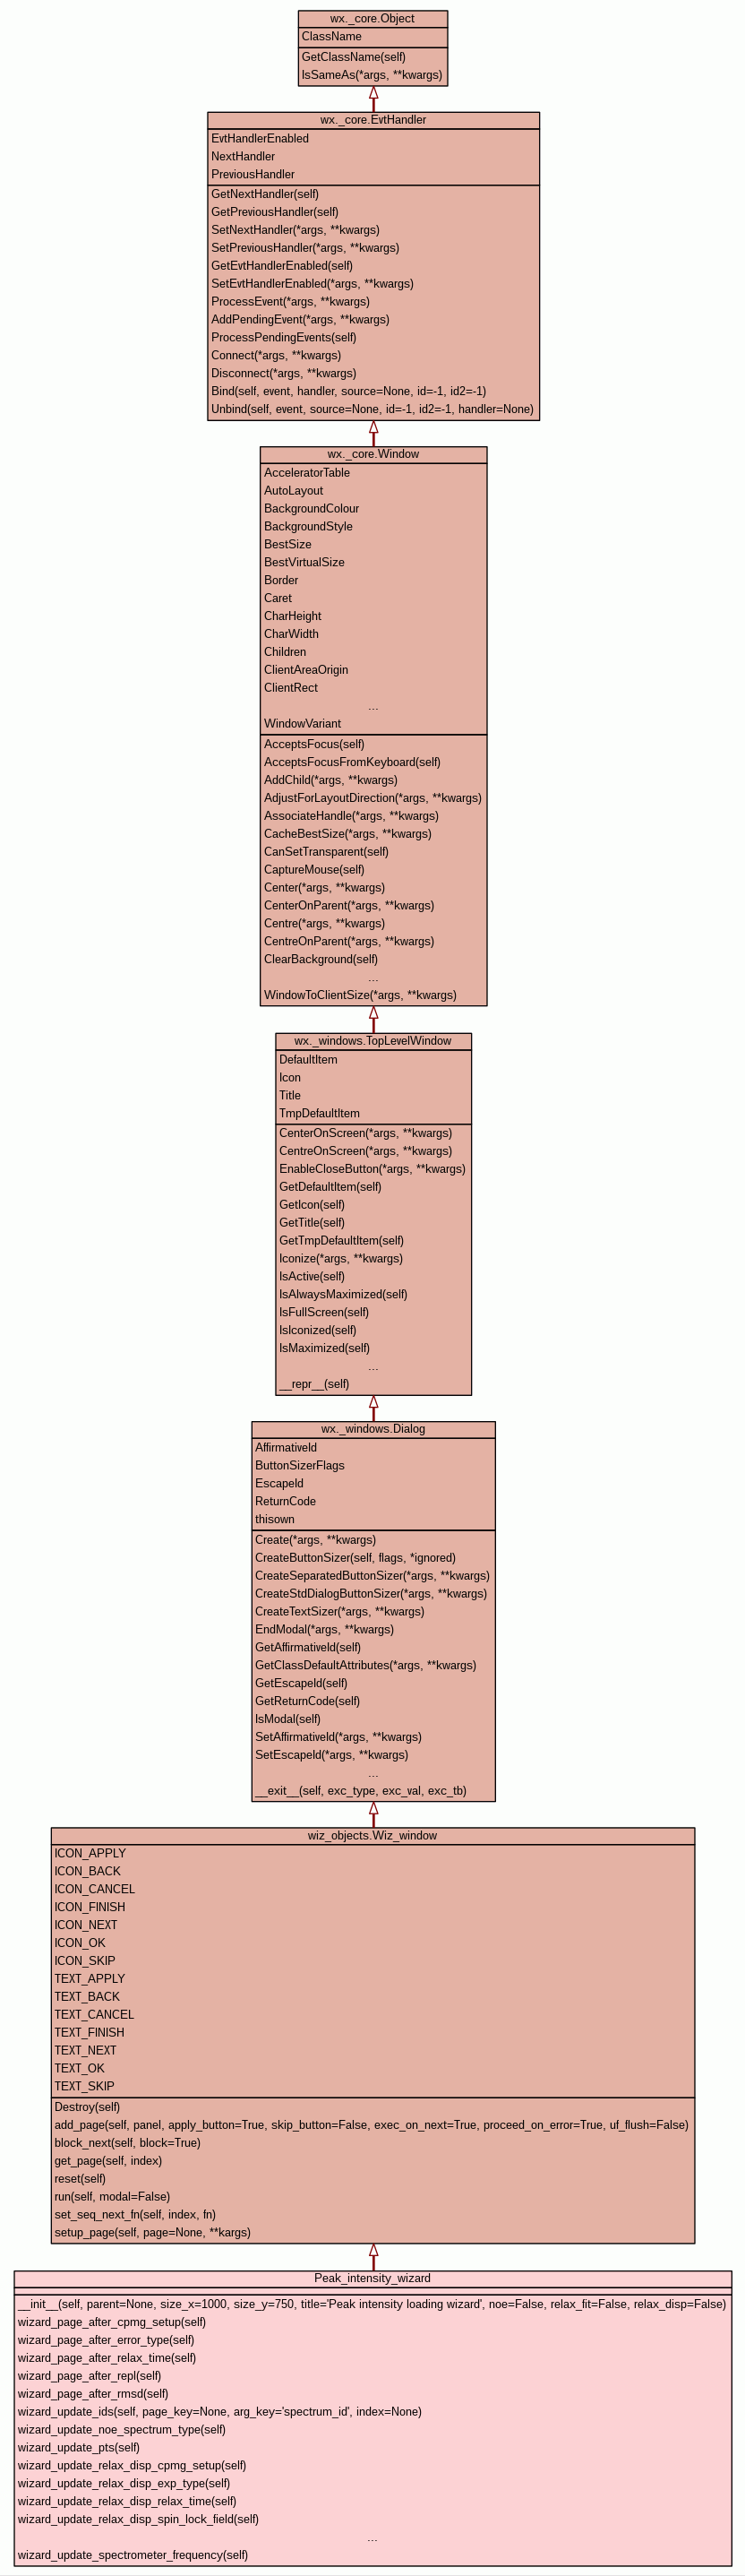 wx._core.Object
ClassName
GetClassName(self)
IsSameAs(*args, **kwargs)
wx._core.EvtHandler
EvtHandlerEnabled
NextHandler
PreviousHandler
GetNextHandler(self)
GetPreviousHandler(self)
SetNextHandler(*args, **kwargs)
SetPreviousHandler(*args, **kwargs)
GetEvtHandlerEnabled(self)
SetEvtHandlerEnabled(*args, **kwargs)
ProcessEvent(*args, **kwargs)
AddPendingEvent(*args, **kwargs)
ProcessPendingEvents(self)
Connect(*args, **kwargs)
Disconnect(*args, **kwargs)
Bind(self, event, handler, source=None, id=-1, id2=-1)
Unbind(self, event, source=None, id=-1, id2=-1, handler=None)
wx._core.Window
AcceleratorTable
AutoLayout
BackgroundColour
BackgroundStyle
BestSize
BestVirtualSize
Border
Caret
CharHeight
CharWidth
Children
ClientAreaOrigin
ClientRect
...
WindowVariant
AcceptsFocus(self)
AcceptsFocusFromKeyboard(self)
AddChild(*args, **kwargs)
AdjustForLayoutDirection(*args, **kwargs)
AssociateHandle(*args, **kwargs)
CacheBestSize(*args, **kwargs)
CanSetTransparent(self)
CaptureMouse(self)
Center(*args, **kwargs)
CenterOnParent(*args, **kwargs)
Centre(*args, **kwargs)
CentreOnParent(*args, **kwargs)
ClearBackground(self)
...
WindowToClientSize(*args, **kwargs)
wx._windows.TopLevelWindow
DefaultItem
Icon
Title
TmpDefaultItem
CenterOnScreen(*args, **kwargs)
CentreOnScreen(*args, **kwargs)
EnableCloseButton(*args, **kwargs)
GetDefaultItem(self)
GetIcon(self)
GetTitle(self)
GetTmpDefaultItem(self)
Iconize(*args, **kwargs)
IsActive(self)
IsAlwaysMaximized(self)
IsFullScreen(self)
IsIconized(self)
IsMaximized(self)
...
__repr__(self)
wx._windows.Dialog
AffirmativeId
ButtonSizerFlags
EscapeId
ReturnCode
thisown
Create(*args, **kwargs)
CreateButtonSizer(self, flags, *ignored)
CreateSeparatedButtonSizer(*args, **kwargs)
CreateStdDialogButtonSizer(*args, **kwargs)
CreateTextSizer(*args, **kwargs)
EndModal(*args, **kwargs)
GetAffirmativeId(self)
GetClassDefaultAttributes(*args, **kwargs)
GetEscapeId(self)
GetReturnCode(self)
IsModal(self)
SetAffirmativeId(*args, **kwargs)
SetEscapeId(*args, **kwargs)
...
__exit__(self, exc_type, exc_val, exc_tb)
wiz_objects.Wiz_window
ICON_APPLY
ICON_BACK
ICON_CANCEL
ICON_FINISH
ICON_NEXT
ICON_OK
ICON_SKIP
TEXT_APPLY
TEXT_BACK
TEXT_CANCEL
TEXT_FINISH
TEXT_NEXT
TEXT_OK
TEXT_SKIP
Destroy(self)
add_page(self, panel, apply_button=True, skip_button=False, exec_on_next=True, proceed_on_error=True, uf_flush=False)
block_next(self, block=True)
get_page(self, index)
reset(self)
run(self, modal=False)
set_seq_next_fn(self, index, fn)
setup_page(self, page=None, **kargs)
Peak_intensity_wizard
__init__(self, parent=None, size_x=1000, size_y=750, title='Peak intensity loading wizard', noe=False, relax_fit=False, relax_disp=False)
wizard_page_after_cpmg_setup(self)
wizard_page_after_error_type(self)
wizard_page_after_relax_time(self)
wizard_page_after_repl(self)
wizard_page_after_rmsd(self)
wizard_update_ids(self, page_key=None, arg_key='spectrum_id', index=None)
wizard_update_noe_spectrum_type(self)
wizard_update_pts(self)
wizard_update_relax_disp_cpmg_setup(self)
wizard_update_relax_disp_exp_type(self)
wizard_update_relax_disp_relax_time(self)
wizard_update_relax_disp_spin_lock_field(self)
...
wizard_update_spectrometer_frequency(self)